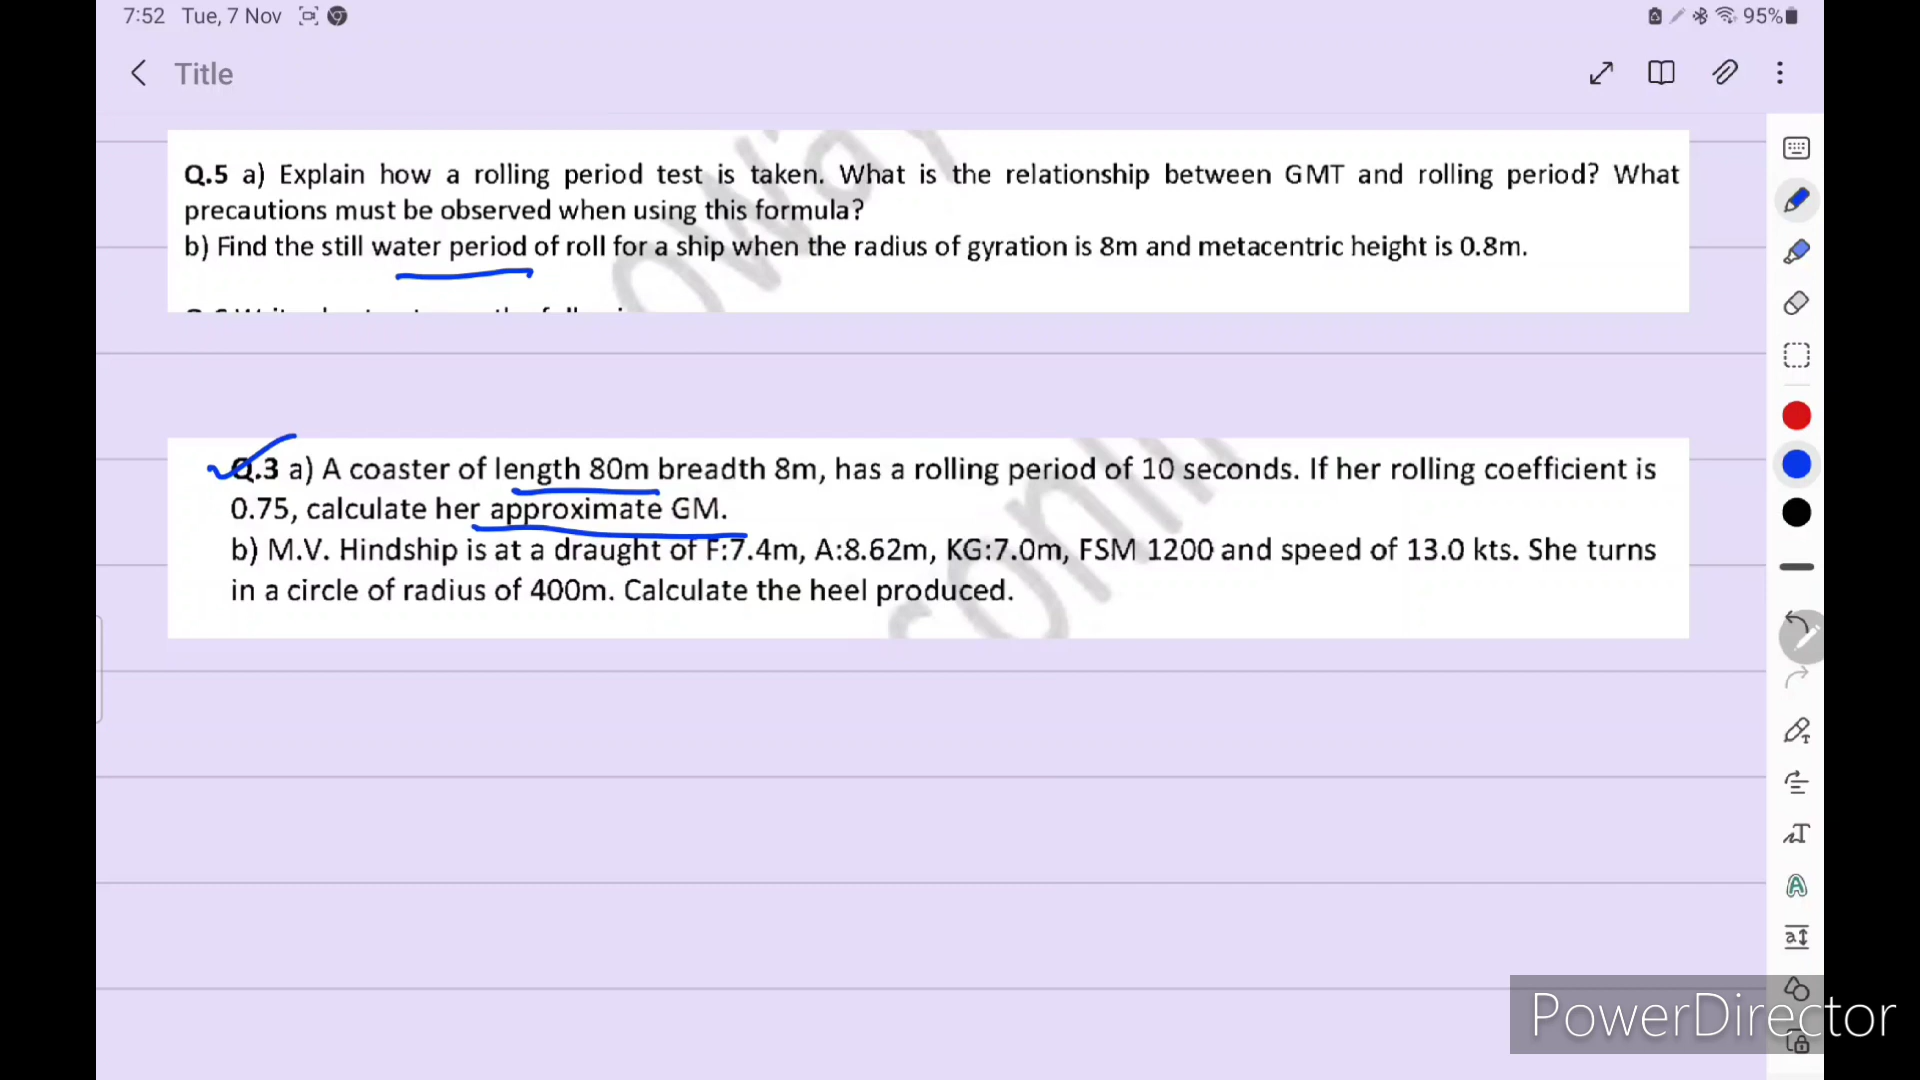 7:52 Tue, 7 Nov 95%
Title
Q.5 a) Explain how a rolling period test is taken. What is the relationship between GMT and rolling period? What
precautions must be observed when using this formula?
b) Find the still water period of roll for a ship when the radius of gyration is 8m and metacentric height is 0.8m.
Q.3 a) A coaster of length 80m breadth 8m, has a rolling period of 10 seconds. If her rolling coefficient is
0.75, calculate her approximate GM.
b) M.V. Hindship is at a draught of F:7.4m, A:8.62m, KG:7.0m, FSM 1200 and speed of 13.0 kts. She turns
in a circle of radius of 400m. Calculate the heel produced.
PowerDirector